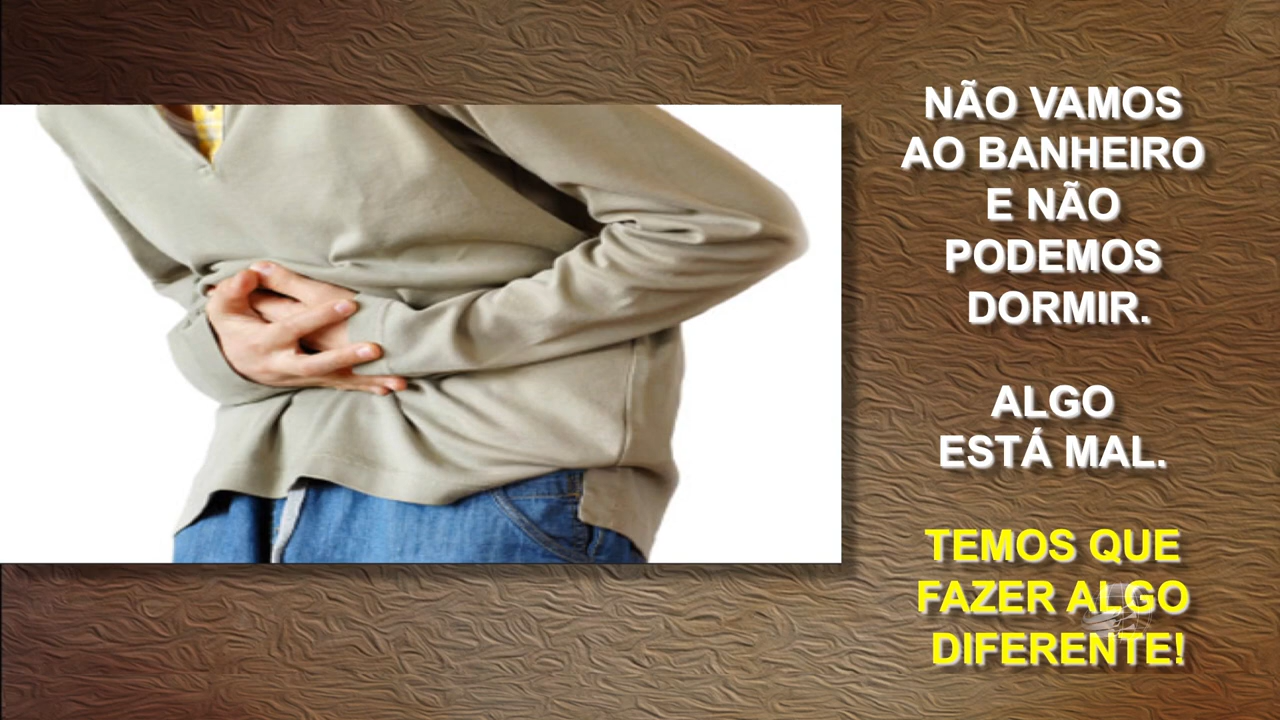 NÃO VAMOS
AO BANHEIRO
E NÃO
PODEMOS
DORMIR.
ALGO
ESTÁ MAL.
TEMOS QUE
FAZER ALGO
DIFERENTE!